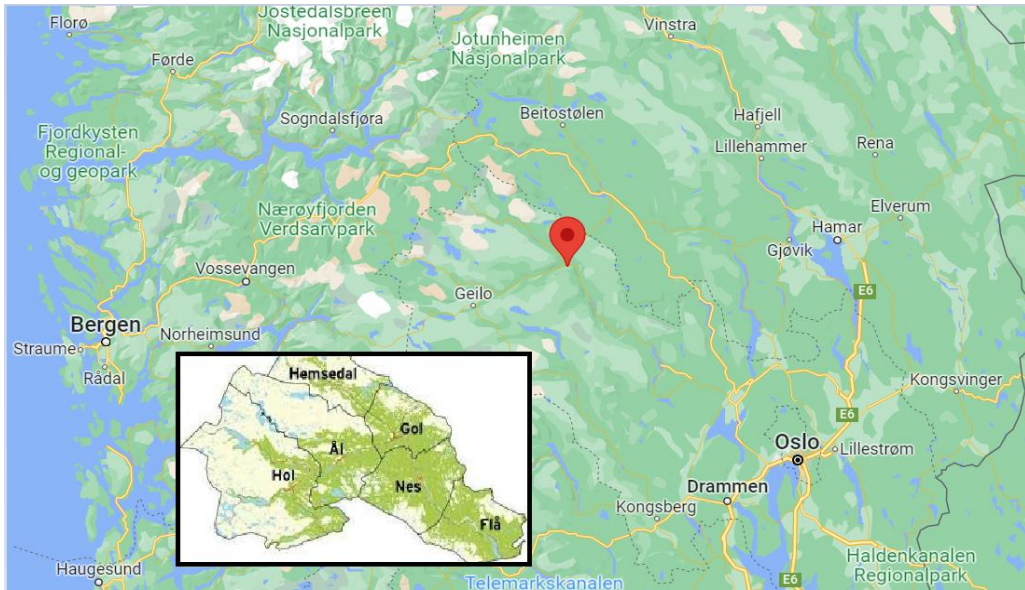 Florø
Jostedalsbreen
Nasjonalpark
Jotunheimen
Nasjonalpark
Vinstra
Førde
Sogndalsfjøra
Beitostølen
Hafjell
Lillehammer
Rena
Fjordkysten
Regional-
og geopark
Nærøyfjorden
Verdsarvpark
Elverum
Hamar
Gjøvik
Vossevangen
Geilo
E6
Bergen
Straume
Norheimsund
Rådal
Kongsvinger
Hemsedal
Gol
Ål
Hol
Nes
Flå
E6
Oslo
Lillestrøm
Drammen
Kongsberg
Haugesund
Telemarkskanalen
E6
Haldenkanalen
Regionalpark